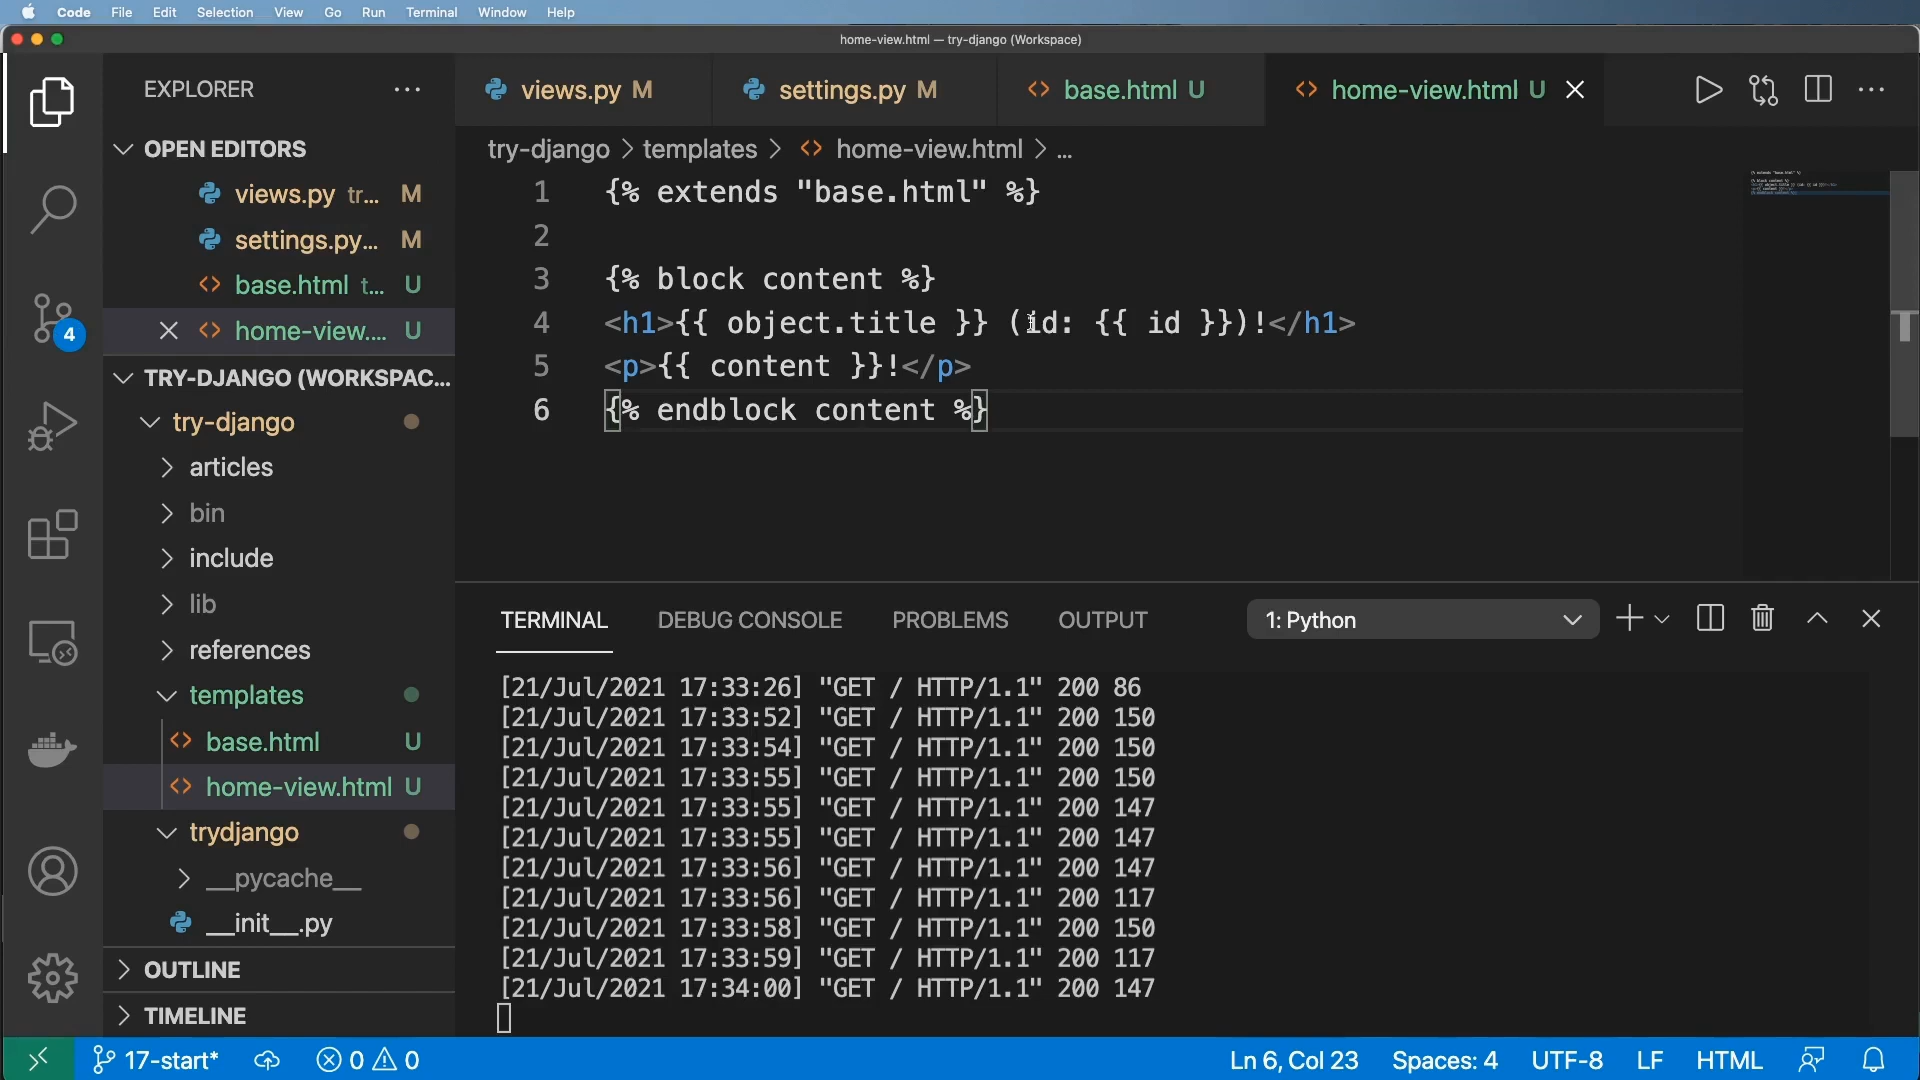 Code File Edit Selection View Go Run Terminal Window Help
home-view.html — try-django (Workspace)
EXPLORER
OPEN EDITORS
views.py tr... M
settings.py... M
base.html t... U
home-view.... U
TRY-DJANGO (WORKSPAC...
try-django
articles
bin
include
lib
references
templates
base.html U
home-view.html U
trydjango
__pycache__
__init__.py
OUTLINE
TIMELINE
4
views.py M settings.py M base.html U home-view.html U
try-django > templates > home-view.html > ...
1 {% extends "base.html" %}
2
3 {% block content %}
4 <h1>{{ object.title }} (id: {{ id }})!</h1>
5 <p>{{ content }}!</p>
6 {% endblock content %}
TERMINAL DEBUG CONSOLE PROBLEMS OUTPUT 1: Python
[21/Jul/2021 17:33:26] "GET / HTTP/1.1" 200 86
[21/Jul/2021 17:33:52] "GET / HTTP/1.1" 200 150
[21/Jul/2021 17:33:54] "GET / HTTP/1.1" 200 150
[21/Jul/2021 17:33:55] "GET / HTTP/1.1" 200 150
[21/Jul/2021 17:33:55] "GET / HTTP/1.1" 200 147
[21/Jul/2021 17:33:55] "GET / HTTP/1.1" 200 147
[21/Jul/2021 17:33:56] "GET / HTTP/1.1" 200 147
[21/Jul/2021 17:33:56] "GET / HTTP/1.1" 200 117
[21/Jul/2021 17:33:58] "GET / HTTP/1.1" 200 150
[21/Jul/2021 17:33:59] "GET / HTTP/1.1" 200 117
[21/Jul/2021 17:34:00] "GET / HTTP/1.1" 200 147
17-start* 0 0 Ln 6, Col 23 Spaces: 4 UTF-8 LF HTML